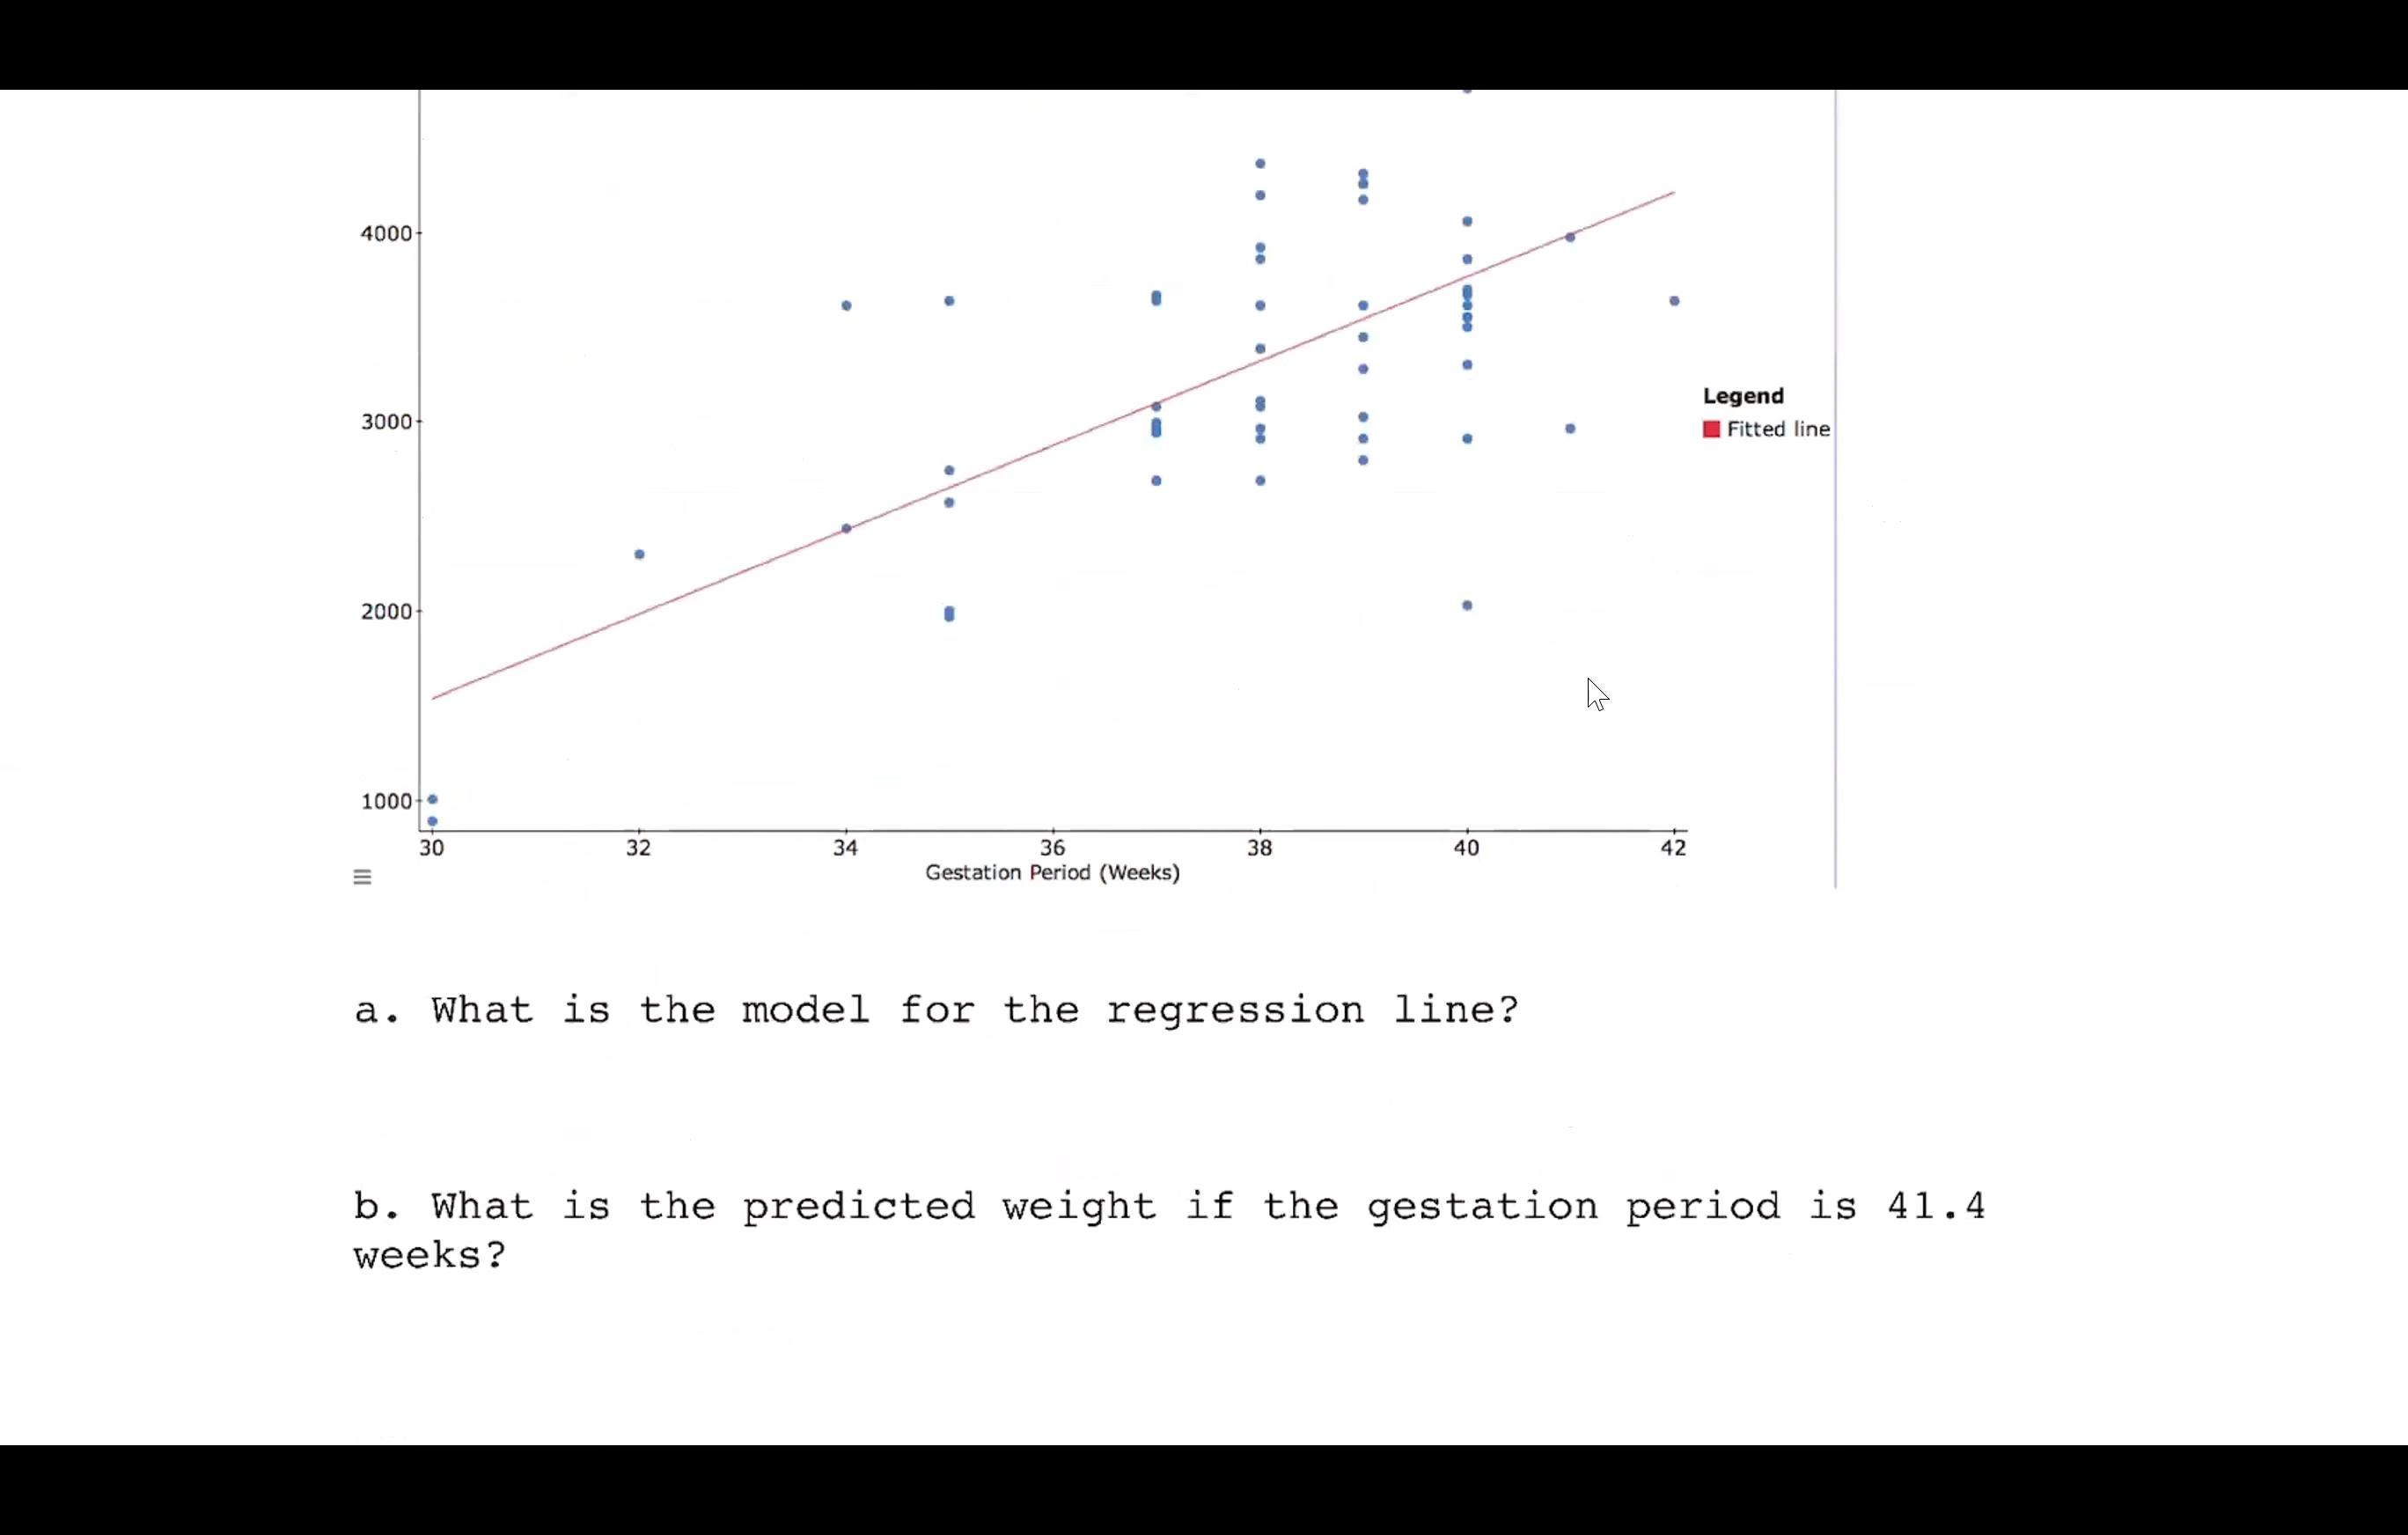 4000
3000
2000
1000
Legend
Fitted line
30 32 34 36 38 40 42
Gestation Period (Weeks)
a. What is the model for the regression line?
b. What is the predicted weight if the gestation period is 41.4
weeks?